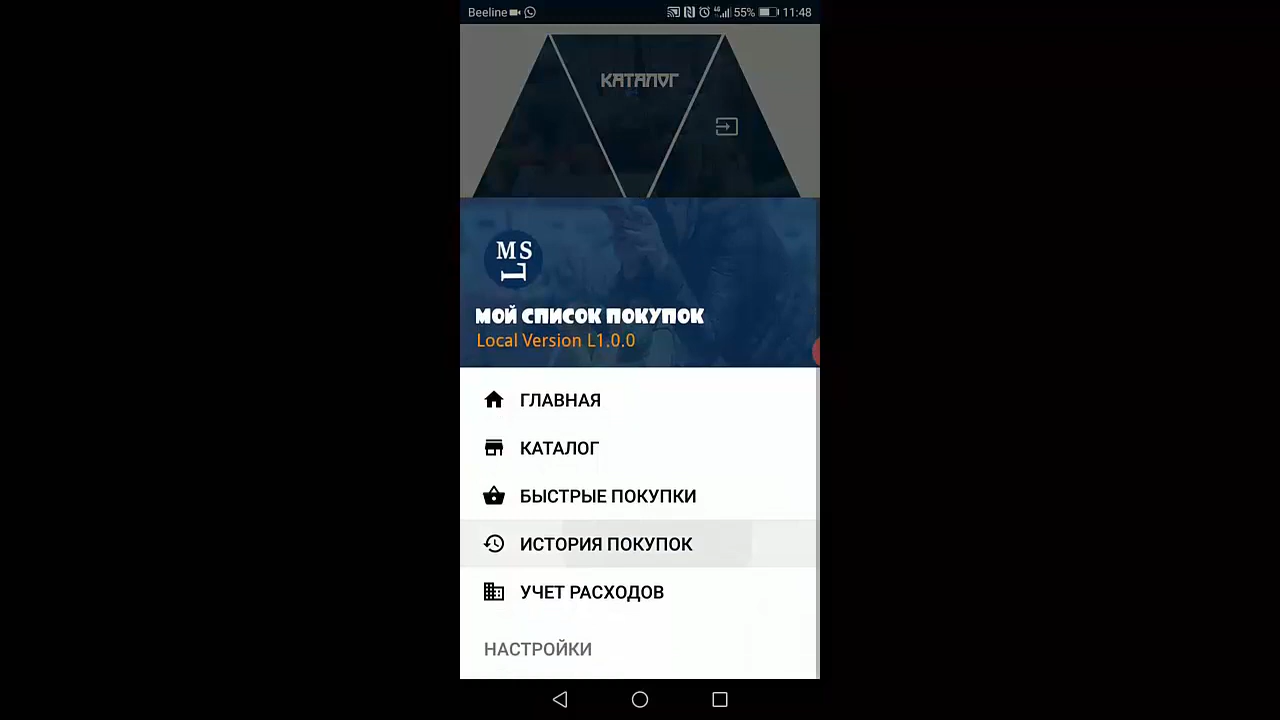 Beeline 4G 55% 11:48
КАТАЛОГ
MS
L
МОЙ СПИСОК ПОКУПОК
Local Version L1.0.0
ГЛАВНАЯ
КАТАЛОГ
БЫСТРЫЕ ПОКУПКИ
ИСТОРИЯ ПОКУПОК
УЧЕТ РАСХОДОВ
НАСТРОЙКИ